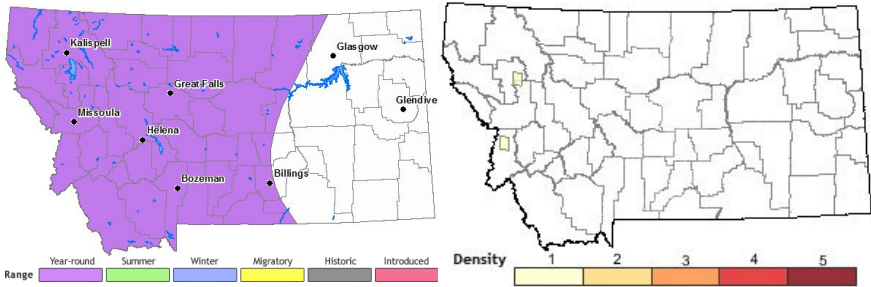 Kalispell
Glasgow
Great Falls
Glendive
Missoula
Helena
Bozeman
Billings
Range Year-round Summer Winter Migratory Historic Introduced
Density 1 2 3 4 5